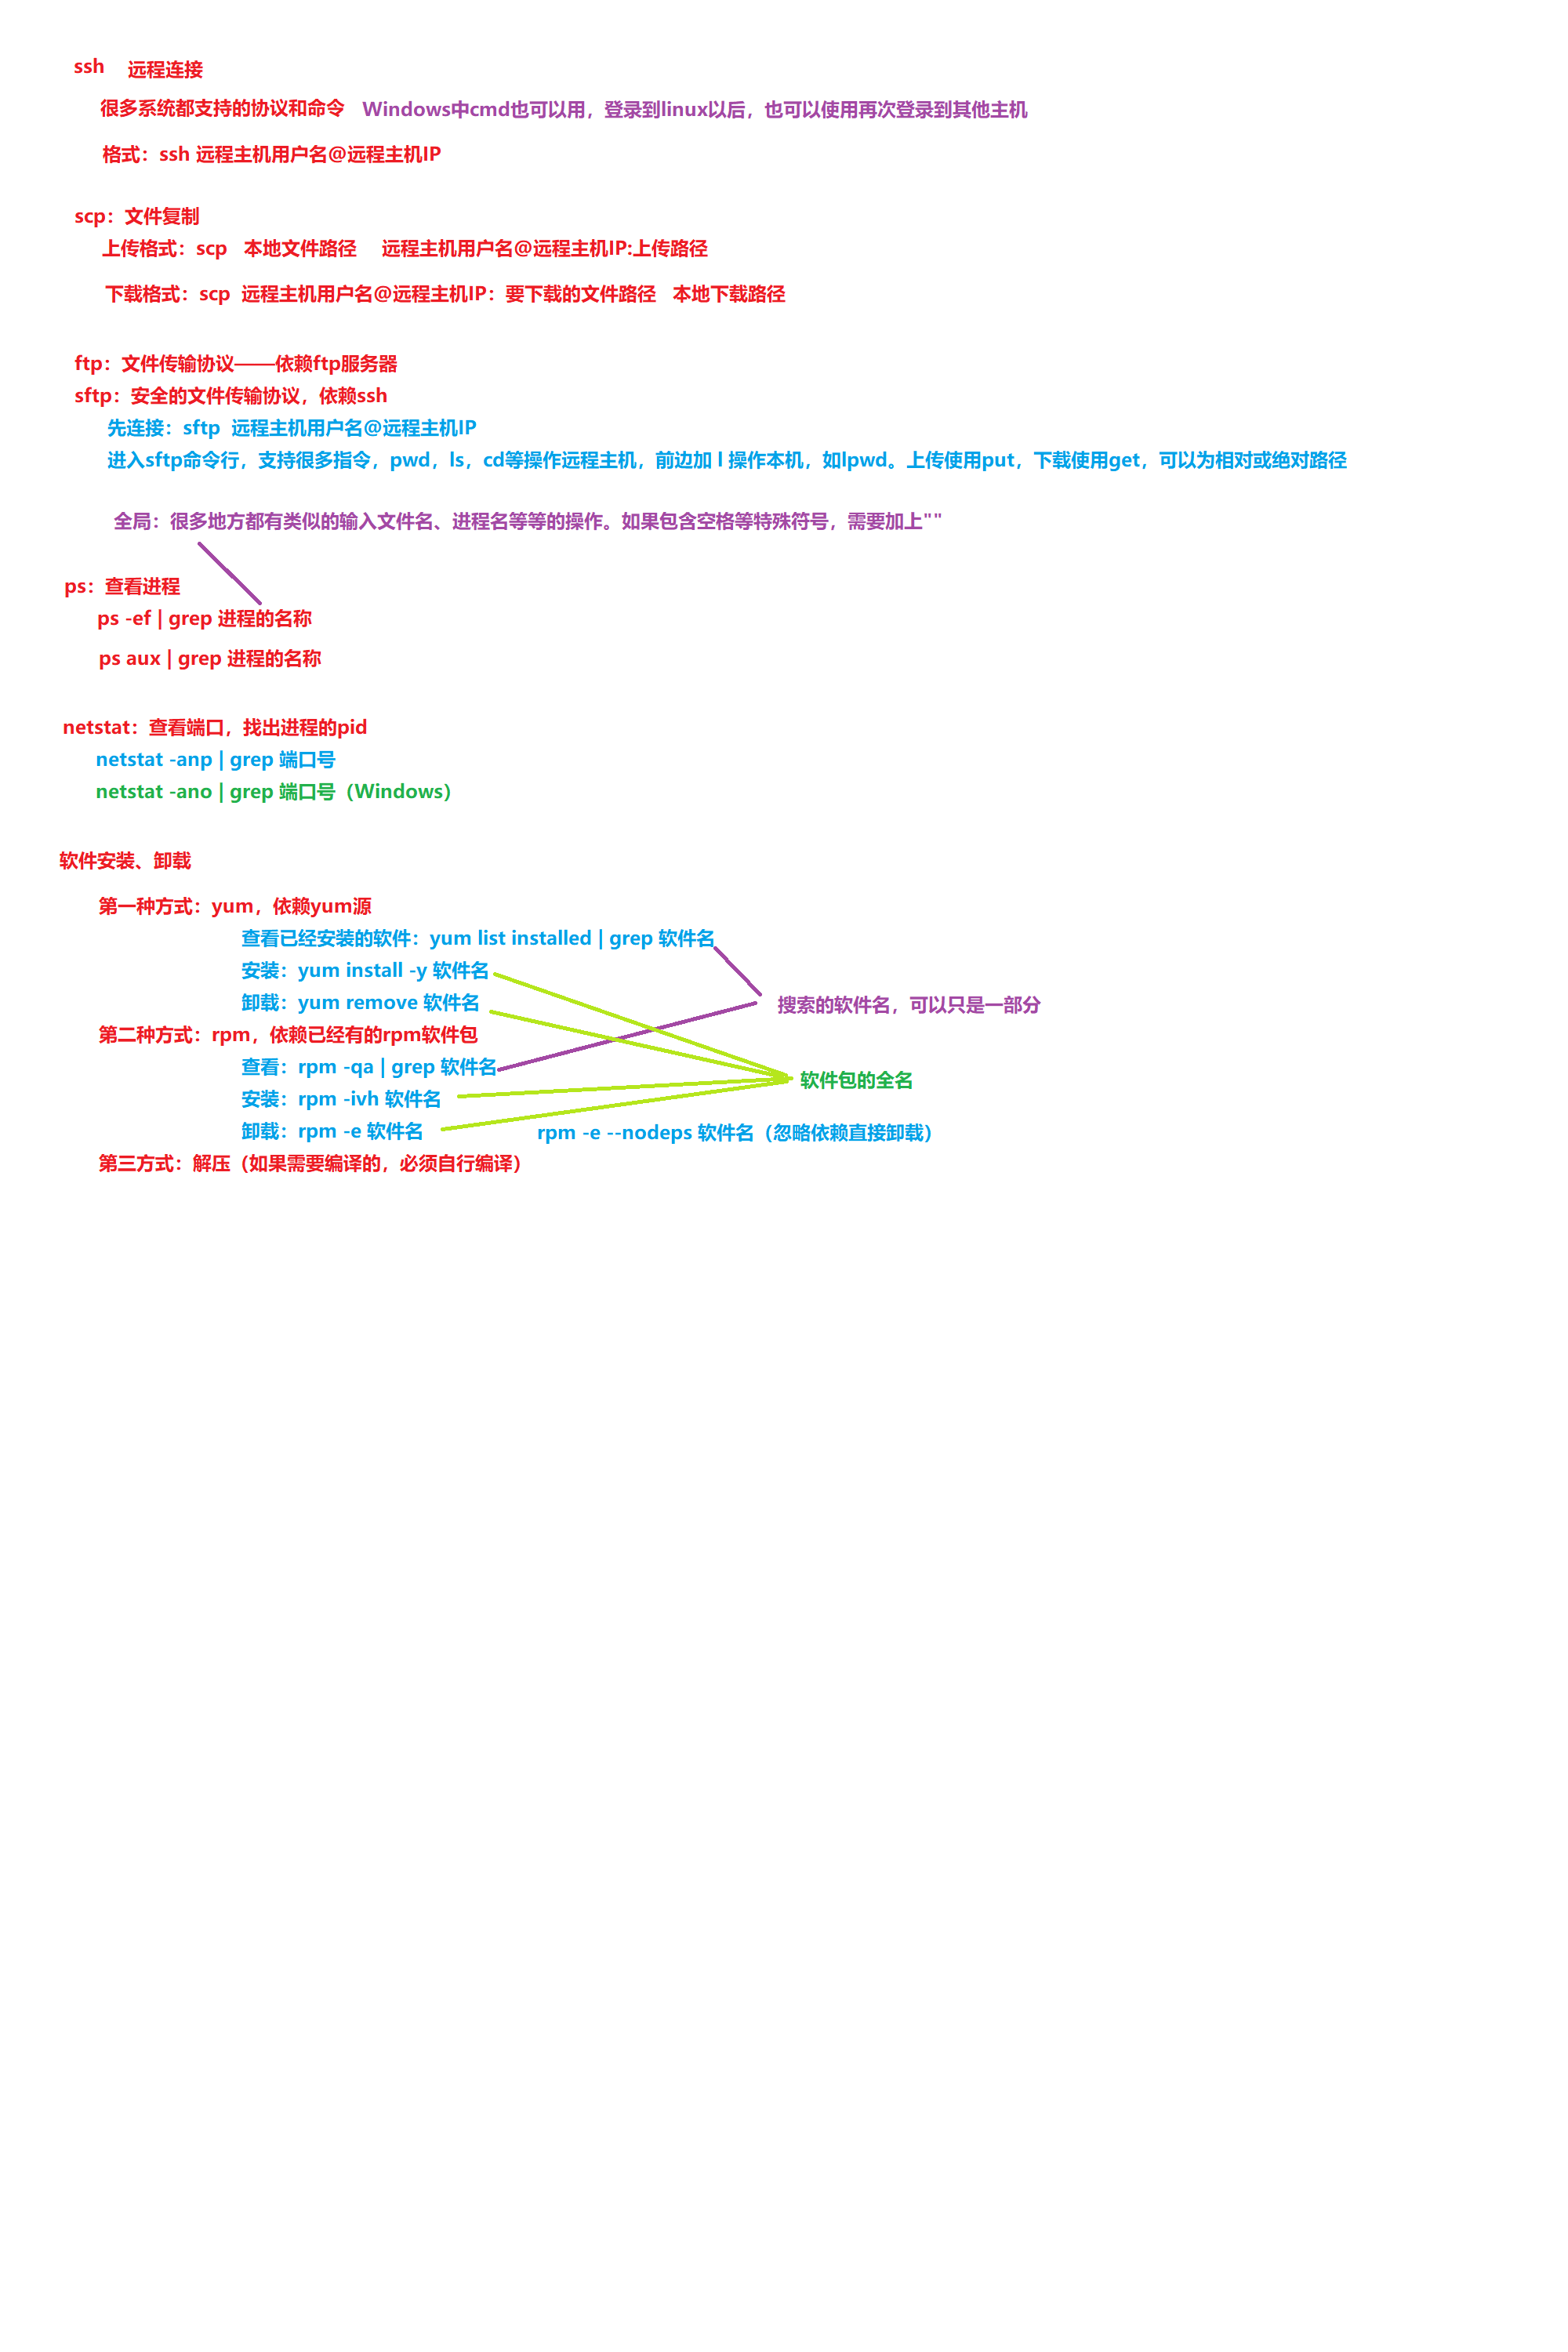 ssh 远程连接
很多系统都支持的协议和命令 Windows中cmd也可以用，登录到linux以后，也可以使用再次登录到其他主机
格式：ssh 远程主机用户名@远程主机IP
scp：文件复制
上传格式：scp 本地文件路径 远程主机用户名@远程主机IP:上传路径
下载格式：scp 远程主机用户名@远程主机IP：要下载的文件路径 本地下载路径
ftp：文件传输协议——依赖ftp服务器
sftp：安全的文件传输协议，依赖ssh
先连接：sftp 远程主机用户名@远程主机IP
进入sftp命令行，支持很多指令，pwd，ls，cd等操作远程主机，前边加 l 操作本机，如lpwd。上传使用put，下载使用get，可以为相对或绝对路径
全局：很多地方都有类似的输入文件名、进程名等等的操作。如果包含空格等特殊符号，需要加上""
ps：查看进程
ps -ef | grep 进程的名称
ps aux | grep 进程的名称
netstat：查看端口，找出进程的pid
netstat -anp | grep 端口号
netstat -ano | grep 端口号（Windows）
软件安装、卸载
第一种方式：yum，依赖yum源
查看已经安装的软件：yum list installed | grep 软件名
安装：yum install -y 软件名
卸载：yum remove 软件名
搜索的软件名，可以只是一部分
第二种方式：rpm，依赖已经有的rpm软件包
查看：rpm -qa | grep 软件名
软件包的全名
安装：rpm -ivh 软件名
卸载：rpm -e 软件名 rpm -e --nodeps 软件名（忽略依赖直接卸载）
第三方式：解压（如果需要编译的，必须自行编译）